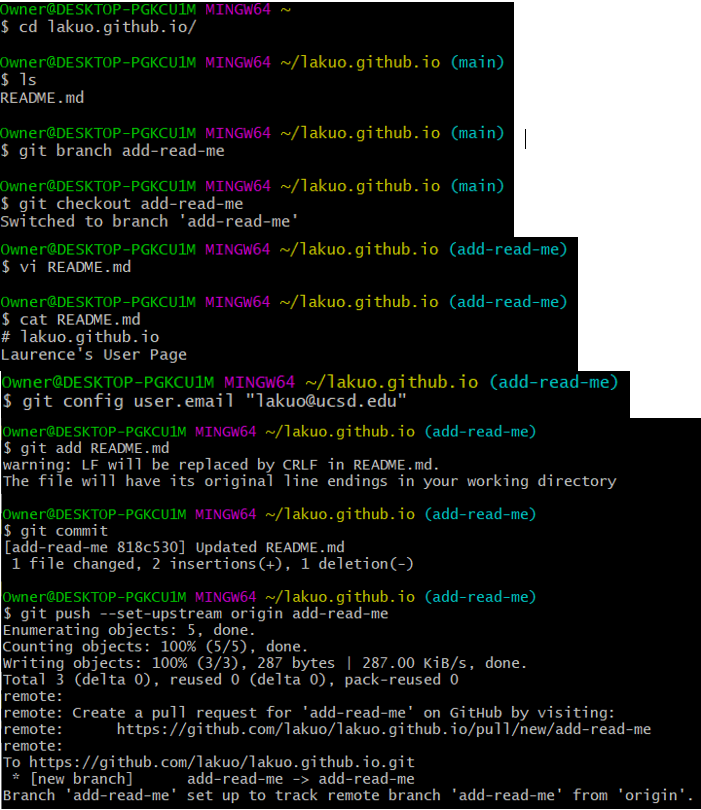 Owner@DESKTOP-PGKCU1M MINGW64 ~
$ cd lakuo.github.io/
Owner@DESKTOP-PGKCU1M MINGW64 ~/lakuo.github.io (main)
$ ls
README.md
Owner@DESKTOP-PGKCU1M MINGW64 ~/lakuo.github.io (main)
$ git branch add-read-me
Owner@DESKTOP-PGKCU1M MINGW64 ~/lakuo.github.io (main)
$ git checkout add-read-me
Switched to branch 'add-read-me'
Owner@DESKTOP-PGKCU1M MINGW64 ~/lakuo.github.io (add-read-me)
$ vi README.md
Owner@DESKTOP-PGKCU1M MINGW64 ~/lakuo.github.io (add-read-me)
$ cat README.md
# lakuo.github.io
Laurence's User Page
Owner@DESKTOP-PGKCU1M MINGW64 ~/lakuo.github.io (add-read-me)
$ git config user.email "lakuo@ucsd.edu"
Owner@DESKTOP-PGKCU1M MINGW64 ~/lakuo.github.io (add-read-me)
$ git add README.md
warning: LF will be replaced by CRLF in README.md.
The file will have its original line endings in your working directory
Owner@DESKTOP-PGKCU1M MINGW64 ~/lakuo.github.io (add-read-me)
$ git commit
[add-read-me 818c530] Updated README.md
 1 file changed, 2 insertions(+), 1 deletion(-)
Owner@DESKTOP-PGKCU1M MINGW64 ~/lakuo.github.io (add-read-me)
$ git push --set-upstream origin add-read-me
Enumerating objects: 5, done.
Counting objects: 100% (5/5), done.
Writing objects: 100% (3/3), 287 bytes | 287.00 KiB/s, done.
Total 3 (delta 0), reused 0 (delta 0), pack-reused 0
remote:
remote: Create a pull request for 'add-read-me' on GitHub by visiting:
remote:      https://github.com/lakuo/lakuo.github.io/pull/new/add-read-me
remote:
To https://github.com/lakuo/lakuo.github.io.git
 * [new branch]      add-read-me -> add-read-me
Branch 'add-read-me' set up to track remote branch 'add-read-me' from 'origin'.